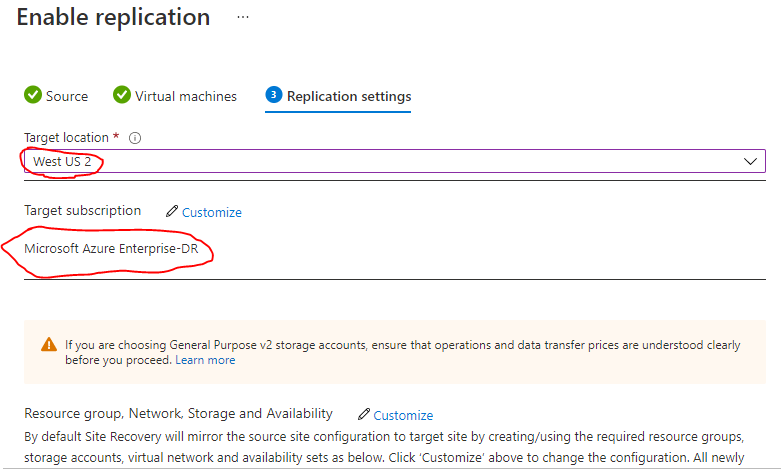 Enable replication ...
Source Virtual machines 3 Replication settings
Target location *
West US 2
Target subscription Customize
Microsoft Azure Enterprise-DR
If you are choosing General Purpose v2 storage accounts, ensure that operations and data transfer prices are understood clearly
before you proceed. Learn more
Resource group, Network, Storage and Availability Customize
By default Site Recovery will mirror the source site configuration to target site by creating/using the required resource groups,
storage accounts, virtual network and availability sets as below. Click 'Customize' above to change the configuration. All newly